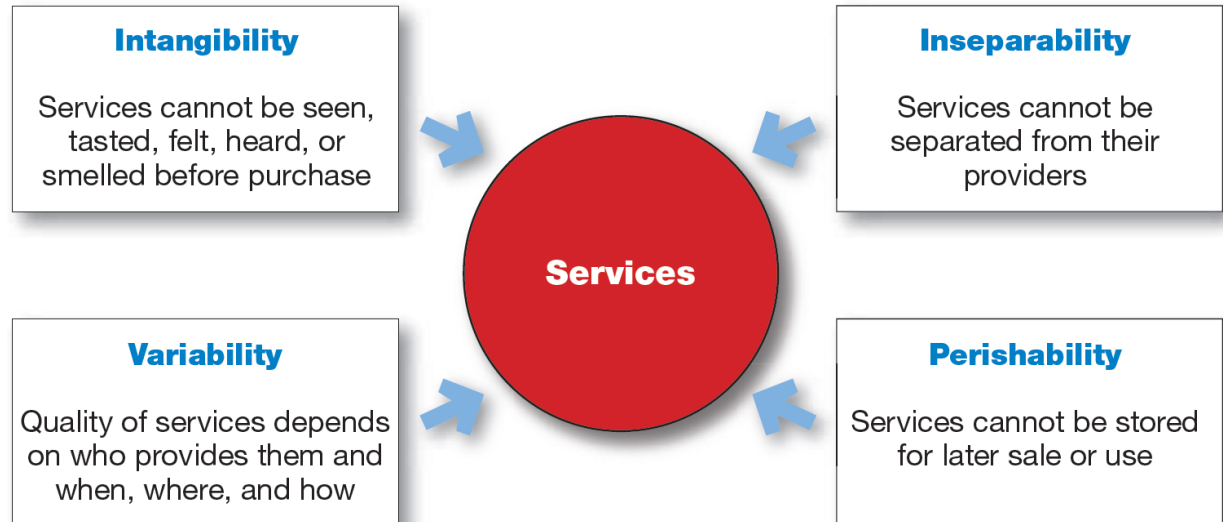 Intangibility
Services cannot be seen,
tasted, felt, heard, or
smelled before purchase
Inseparability
Services cannot be
separated from their
providers
Services
Variability
Quality of services depends
on who provides them and
when, where, and how
Perishability
Services cannot be stored
for later sale or use